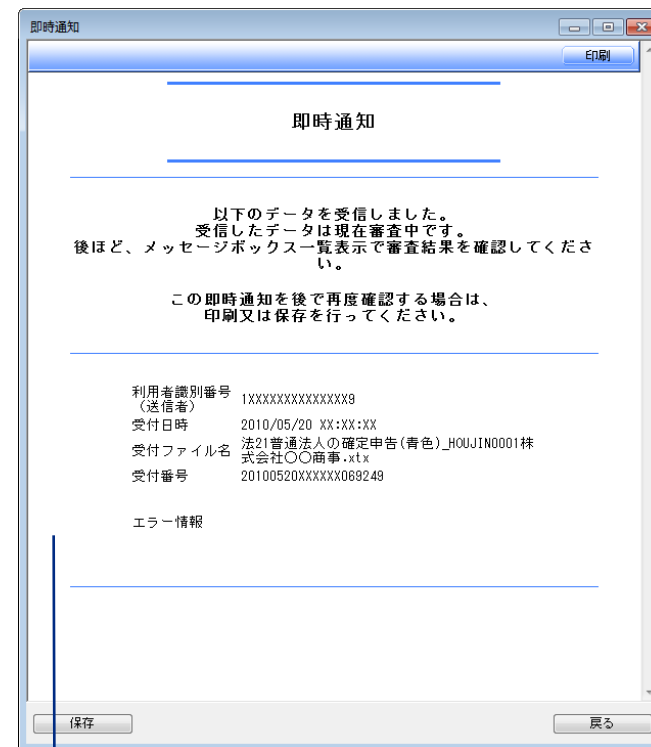 即時通知
印刷
即時通知
以下のデータを受信しました。
受信したデータは現在審査中です。
後ほど、メッセージボックス一覧表示で審査結果を確認してくださ
い。
この即時通知を後で再度確認する場合は、
印刷又は保存を行ってください。
利用者識別番号
(送信者)
1XXXXXXXXXXXXXX9
受付日時 2010/05/20 XX:XX:XX
受付ファイル名 法21普通法人の確定申告(青色)_HOUJIN0001株
式会社〇〇商事.xtx
受付番号 20100520XXXXXX069249
エラー情報
保存 戻る